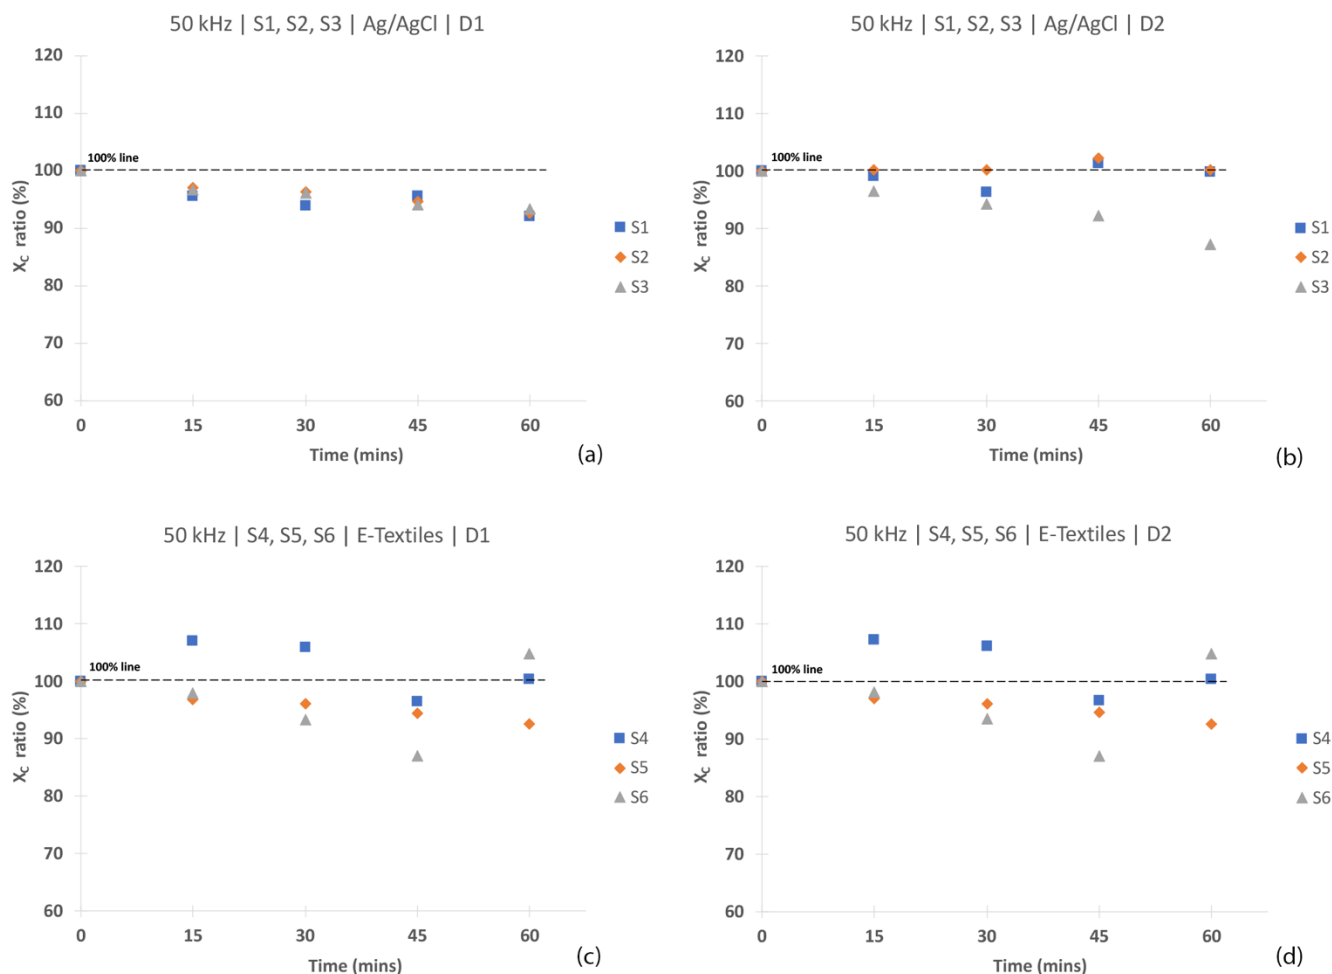 50 kHz | S1, S2, S3 | Ag/AgCl | D1
120
110
100
90
80
70
60
100% line
X_C ratio (%)
0 15 30 45 60
Time (mins)
S1
S2
S3
(a)
50 kHz | S1, S2, S3 | Ag/AgCl | D2
120
110
100
90
80
70
60
100% line
X_C ratio (%)
0 15 30 45 60
Time (mins)
S1
S2
S3
(b)
50 kHz | S4, S5, S6 | E-Textiles | D1
120
110
100
90
80
70
60
100% line
X_C ratio (%)
0 15 30 45 60
Time (mins)
S4
S5
S6
(c)
50 kHz | S4, S5, S6 | E-Textiles | D2
120
110
100
90
80
70
60
100% line
X_C ratio (%)
0 15 30 45 60
Time (mins)
S4
S5
S6
(d)